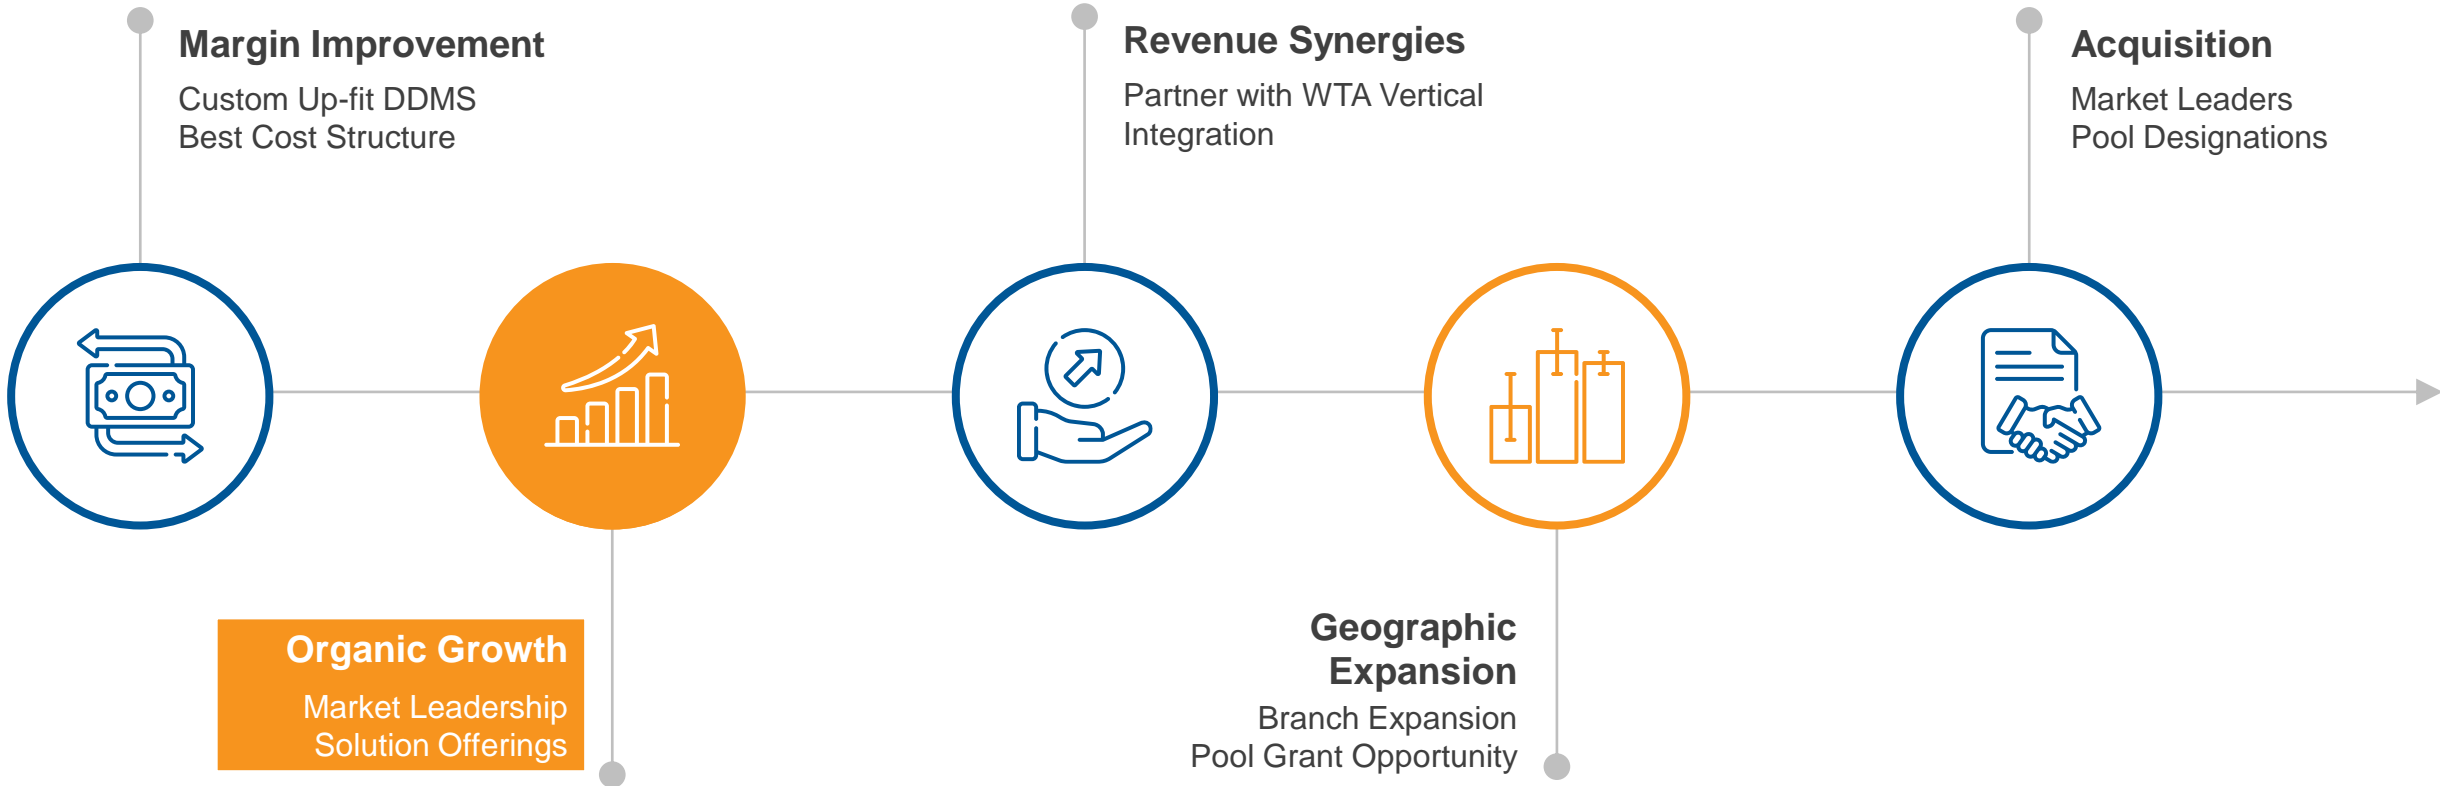 Margin Improvement
Custom Up-fit DDMS
Best Cost Structure
Organic Growth
Market Leadership
Solution Offerings
Revenue Synergies
Partner with WTA Vertical
Integration
Geographic
Expansion
Branch Expansion
Pool Grant Opportunity
Acquisition
Market Leaders
Pool Designations